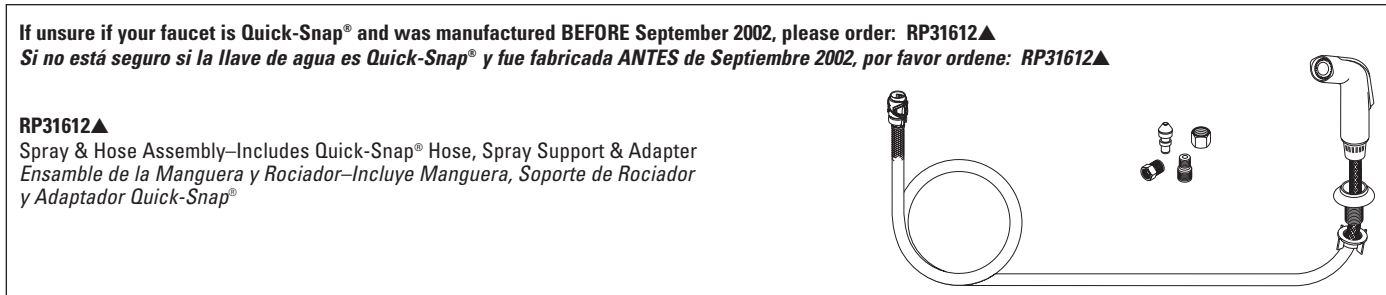 If unsure if your faucet is Quick-Snap® and was manufactured BEFORE September 2002, please order: RP31612▲
Si no está seguro si la llave de agua es Quick-Snap® y fue fabricada ANTES de Septiembre 2002, por favor ordene: RP31612▲
RP31612▲
Spray & Hose Assembly–Includes Quick-Snap® Hose, Spray Support & Adapter
Ensamble de la Manguera y Rociador–Incluye Manguera, Soporte de Rociador
y Adaptador Quick-Snap®